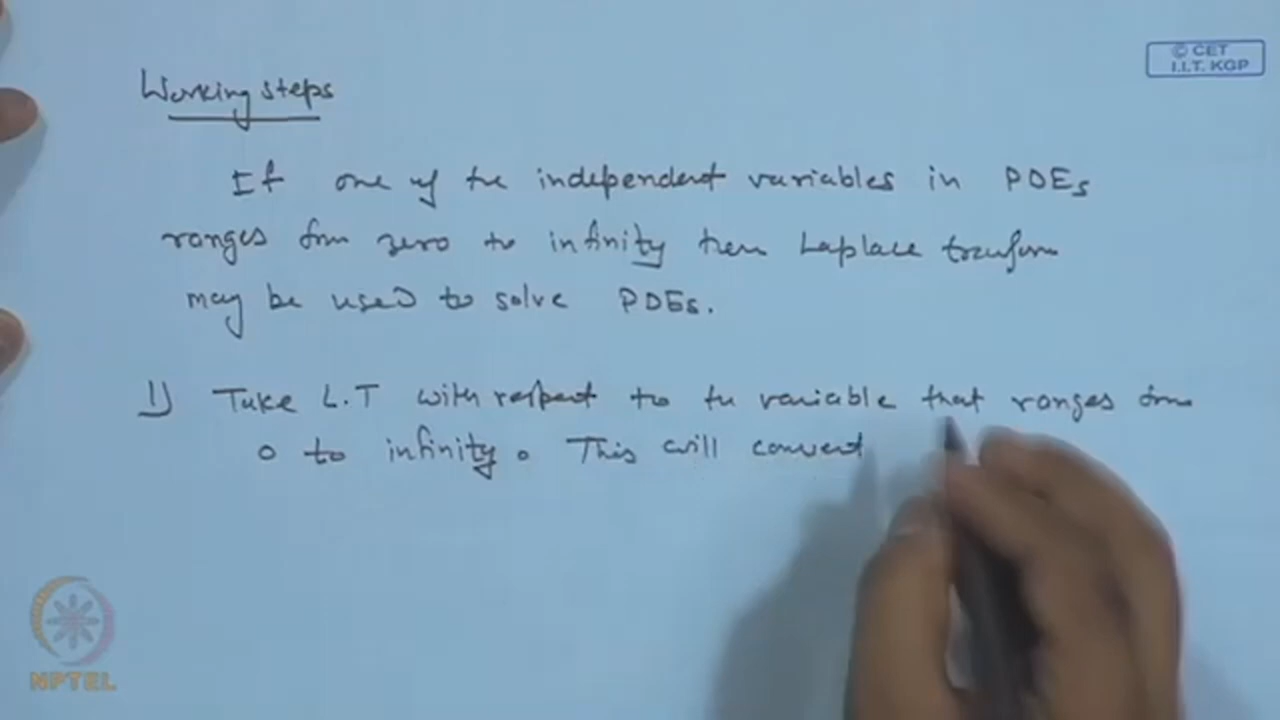 © CET
I.I.T. KGP
Working steps
If one of the independent variables in PDEs
ranges from zero to infinity then Laplace transform
may be used to solve PDEs.
1) Take L.T with respect to the variable that ranges from
0 to infinity. This will convert
NPTEL